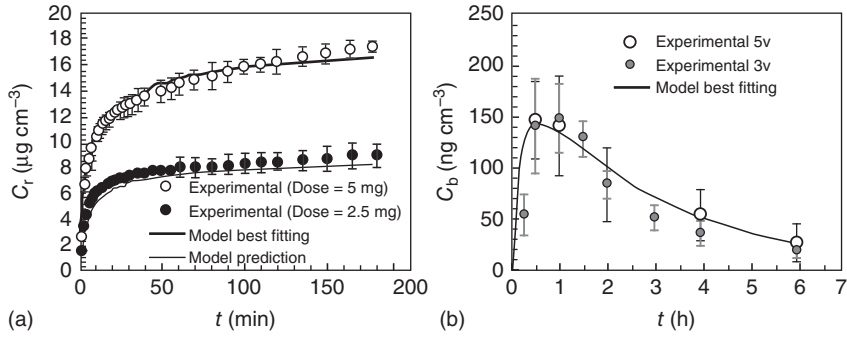 20
18
16
14
12
10
8
6
4
2
0
C_r (μg cm⁻³)
Experimental (Dose = 5 mg)
Experimental (Dose = 2.5 mg)
Model best fitting
Model prediction
0 50 100 150 200
(a) t (min)
250
200
150
100
50
0
C_b (ng cm⁻³)
Experimental 5v
Experimental 3v
Model best fitting
0 1 2 3 4 5 6 7
(b) t (h)